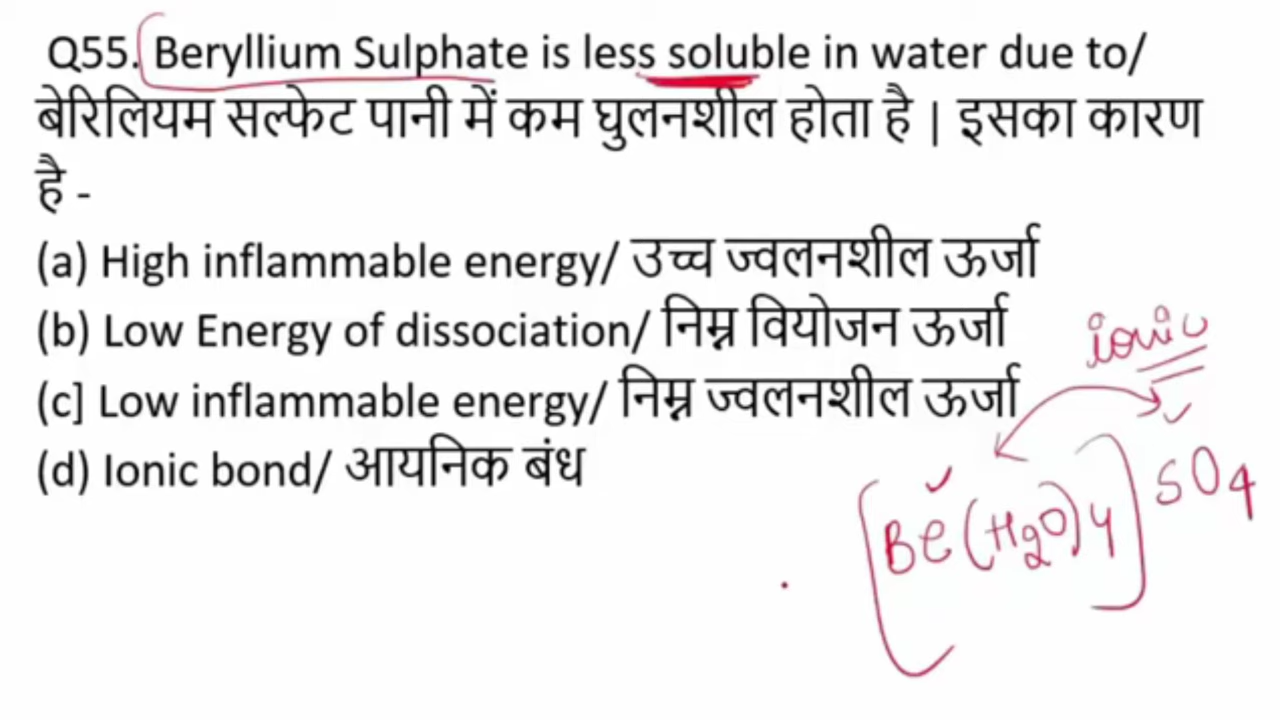 Q55. Beryllium Sulphate is less soluble in water due to/
बेरिलियम सल्फेट पानी में कम घुलनशील होता है | इसका कारण
है -
(a) High inflammable energy/ उच्च ज्वलनशील ऊर्जा
(b) Low Energy of dissociation/ निम्न वियोजन ऊर्जा
(c] Low inflammable energy/ निम्न ज्वलनशील ऊर्जा
(d) Ionic bond/ आयनिक बंध
ionic
[Be(H2O)4]SO4